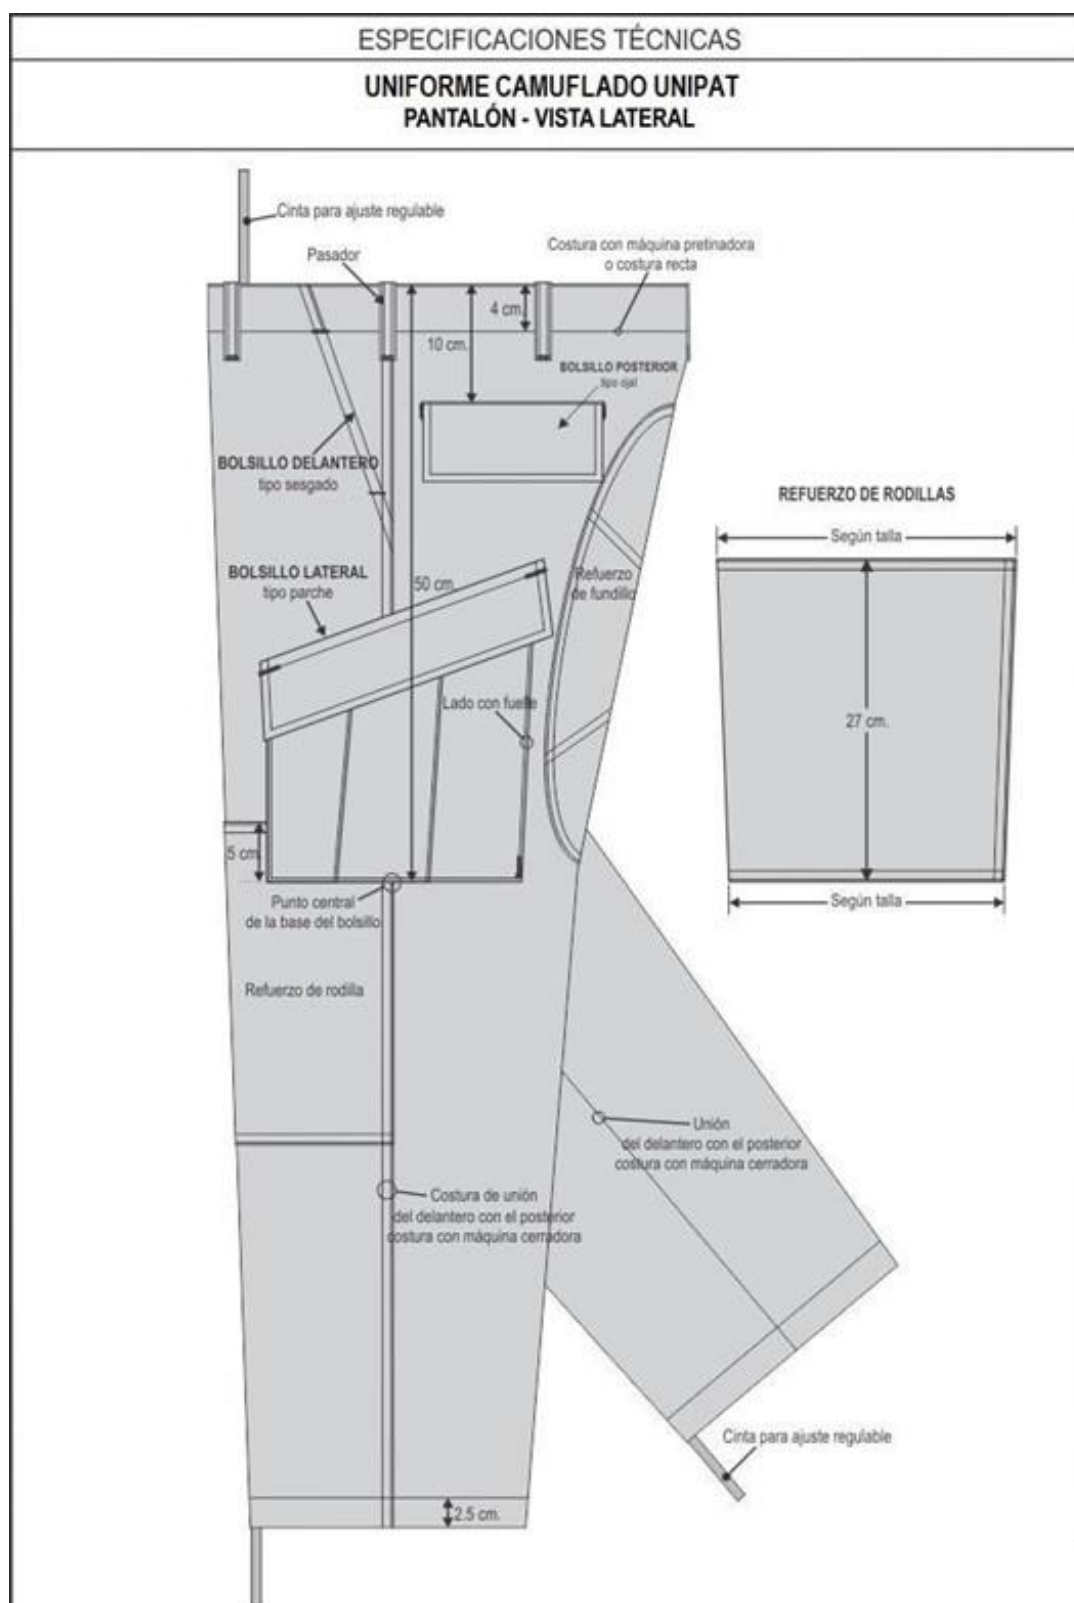 ESPECIFICACIONES TÉCNICAS
UNIFORME CAMUFLADO UNIPAT
PANTALÓN - VISTA LATERAL
Cinta para ajuste regulable
Pasador
Costura con máquina pretinadora
o costura recta
4 cm.
10 cm.
BOLSILLO POSTERIOR
tipo ojal
BOLSILLO DELANTERO
tipo sesgado
REFUERZO DE RODILLAS
Según talla
BOLSILLO LATERAL
tipo parche
50 cm.
Refuerzo
de fundillo
Lado con fuelle
27 cm.
5 cm
Punto central
de la base del bolsillo
Según talla
Refuerzo de rodilla
Unión
del delantero con el posterior
costura con máquina cerradora
Costura de unión
del delantero con el posterior
costura con máquina cerradora
Cinta para ajuste regulable
2.5 cm.